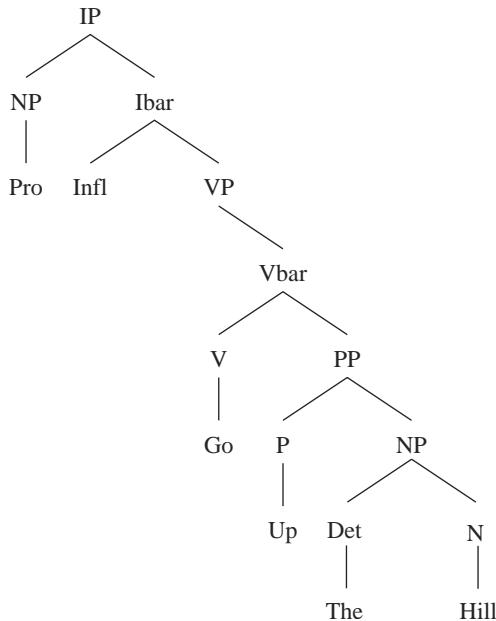 IP
NP Ibar
Pro Infl VP
Vbar
V PP
Go P NP
Up Det N
The Hill